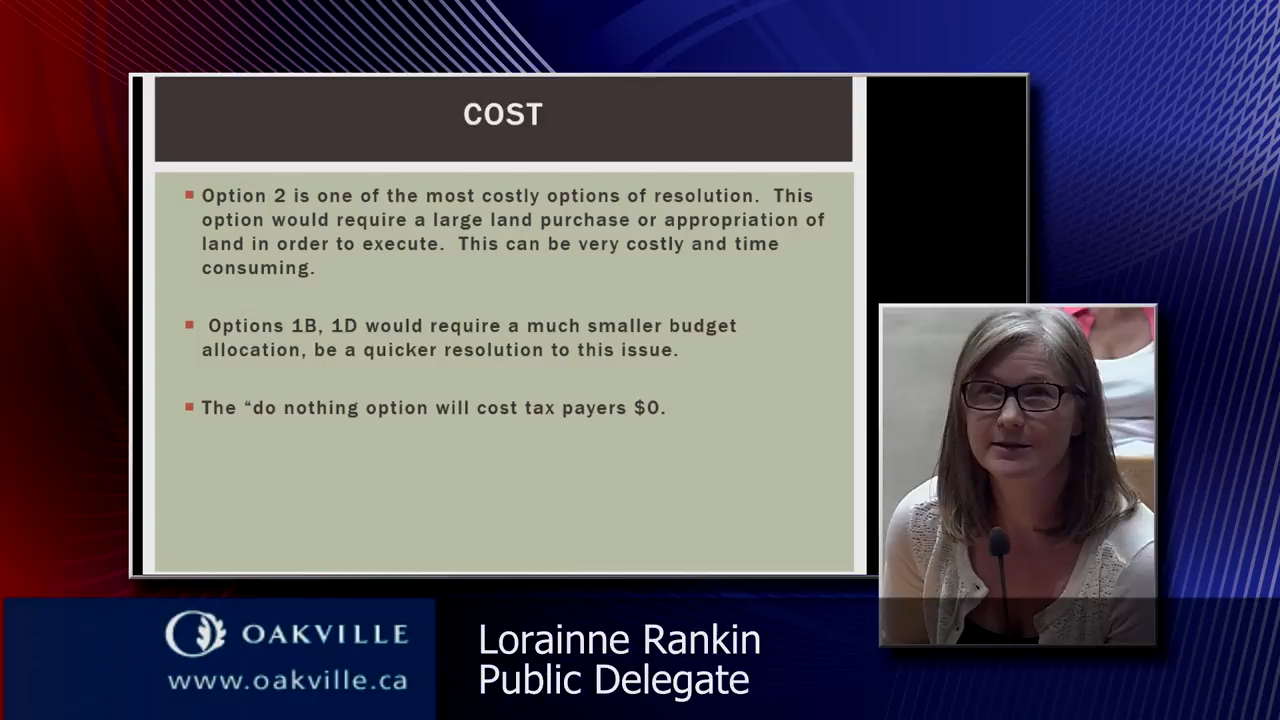 COST
Option 2 is one of the most costly options of resolution. This
option would require a large land purchase or appropriation of
land in order to execute. This can be very costly and time
consuming.
Options 1B, 1D would require a much smaller budget
allocation, be a quicker resolution to this issue.
The “do nothing option will cost tax payers $0.
OAKVILLE
www.oakville.ca
Lorainne Rankin
Public Delegate